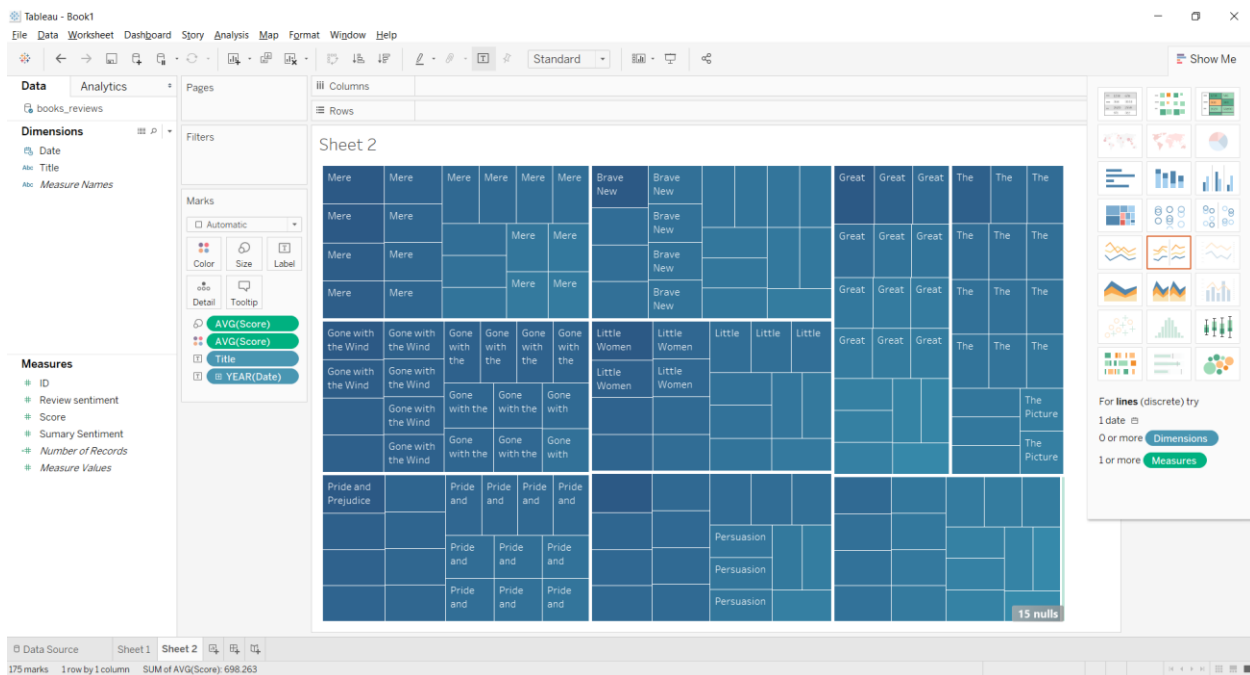 Tableau - Book1
File Data Worksheet Dashboard Story Analysis Map Format Window Help
Standard
Show Me
Data Analytics
books_reviews
Dimensions
Date
Abc Title
Abc Measure Names
Measures
# ID
# Review sentiment
# Score
# Sumary Sentiment
=# Number of Records
# Measure Values
Pages
Filters
Marks
Automatic
Color Size Label
Detail Tooltip
AVG(Score)
AVG(Score)
Title
YEAR(Date)
Columns
Rows
Sheet 2
Mere Mere Mere Mere Mere Mere
Mere Mere
Mere Mere
Mere Mere
Mere Mere
Mere Mere
Brave New
Brave New
Brave New
Brave New
Brave New
Great Great Great
Great Great Great
Great Great Great
Great Great Great
The The The
The The The
The The The
The The The
The Picture
The Picture
Gone with the Wind
Gone with the Wind
Gone with the
Gone with the
Gone with the
Gone with the
Gone with the Wind
Gone with the Wind
Gone with the
Gone with the
Gone with
Gone with the Wind
Gone with the Wind
Gone with the
Gone with the
Gone with
Little Women
Little Women
Little Little Little
Little Women
Little Women
Pride and Prejudice
Pride and
Pride and
Pride and
Pride and
Pride and
Pride and
Pride and
Pride and
Pride and
Pride and
Persuasion
Persuasion
Persuasion
15 nulls
For lines (discrete) try
1 date
0 or more Dimensions
1 or more Measures
Data Source Sheet 1 Sheet 2
175 marks 1 row by 1 column SUM of AVG(Score): 698.263